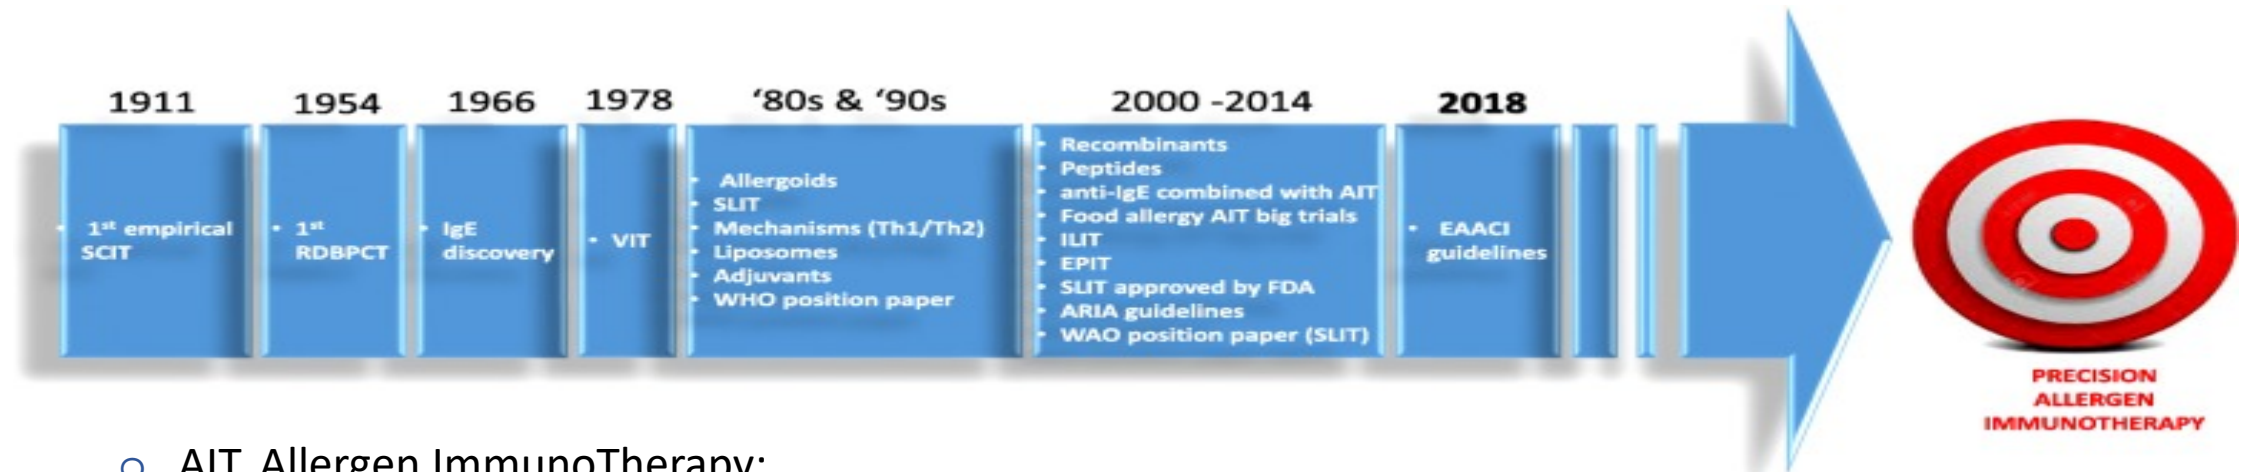 1911
1954
1966
1978
‘80s & ‘90s
2000 -2014
2018
• 1st empirical
SCIT
• 1st
RDBPCT
• IgE
discovery
• VIT
• Allergoids
• SLIT
• Mechanisms (Th1/Th2)
• Liposomes
• Adjuvants
• WHO position paper
• Recombinants
• Peptides
• anti-IgE combined with AIT
• Food allergy AIT big trials
• ILIT
• EPIT
• SLIT approved by FDA
• ARIA guidelines
• WAO position paper (SLIT)
• EAACI
guidelines
PRECISION
ALLERGEN
IMMUNOTHERAPY
o AIT, Allergen ImmunoTherapy;